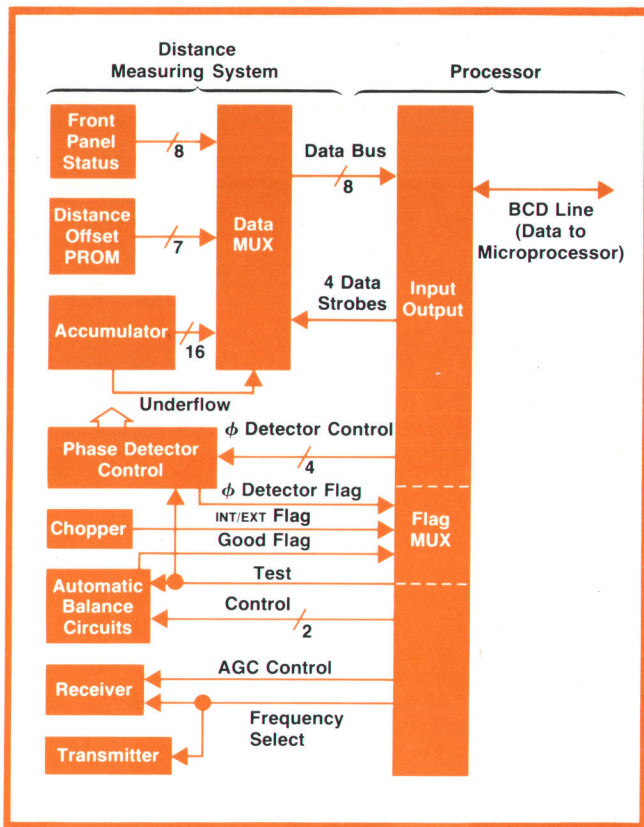 Distance
Measuring System
Processor
Front
Panel
Status
8
Distance
Offset
PROM
7
Accumulator
16
Data
MUX
Underflow
Data Bus
8
4 Data
Strobes
Input
Output
BCD Line
(Data to
Microprocessor)
Phase Detector
Control
ϕ Detector Control
4
ϕ Detector Flag
Chopper
INT/EXT Flag
Good Flag
Flag
MUX
Automatic
Balance
Circuits
Test
Control
2
Receiver
AGC Control
Frequency
Select
Transmitter